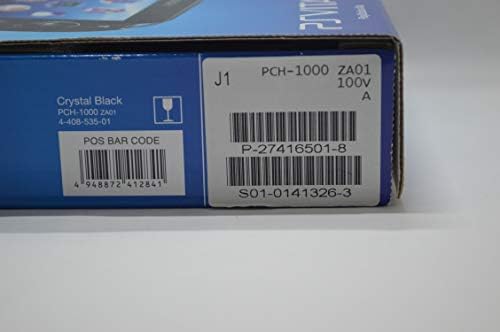 PSVITA
Crystal Black
PCH-1000 ZA01
4-408-535-01
POS BAR CODE
4 948872 412841
J1
PCH-1000 ZA01
100V
A
P-27416501-8
S01-0141326-3